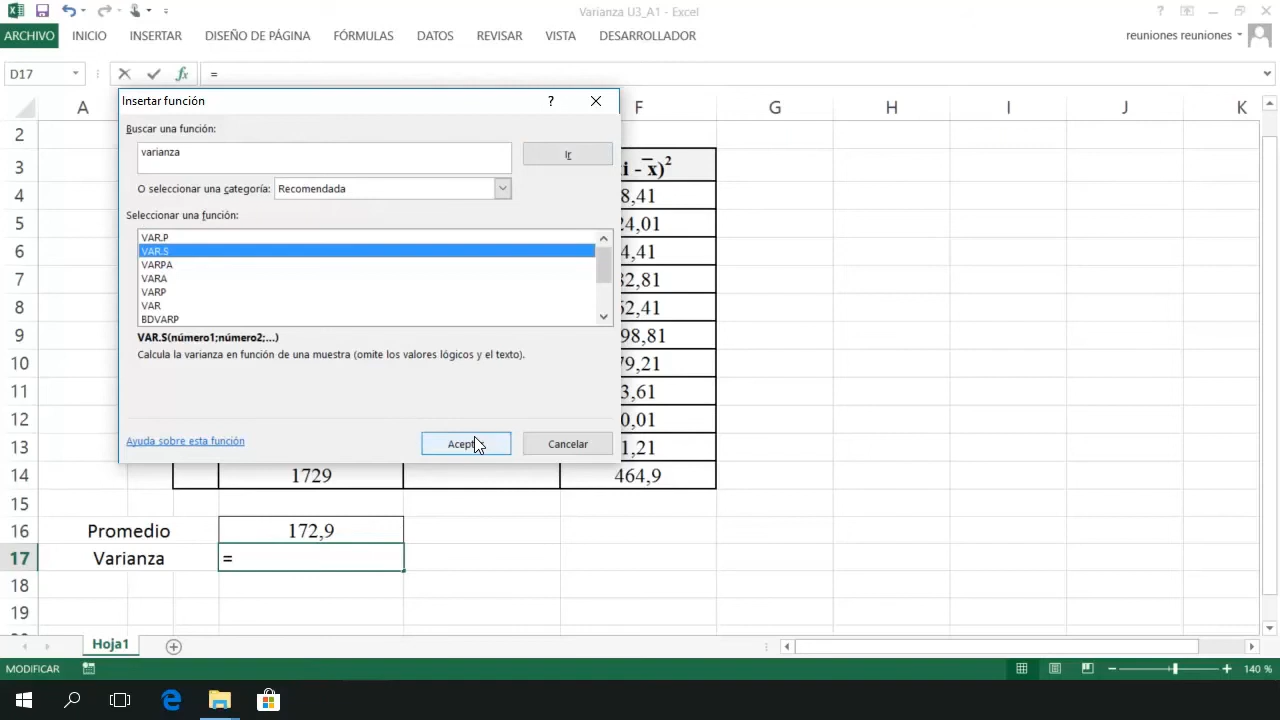 Varianza U3_A1 - Excel
ARCHIVO INICIO INSERTAR DISEÑO DE PÁGINA FÓRMULAS DATOS REVISAR VISTA DESARROLLADOR reuniones reuniones
D17 fx =
Insertar función
Buscar una función:
varianza
Ir
O seleccionar una categoría: Recomendada
Seleccionar una función:
VAR.P
VAR.S
VARPA
VARA
VARP
VAR
BDVARP
VAR.S(número1;número2;...)
Calcula la varianza en función de una muestra (omite los valores lógicos y el texto).
Ayuda sobre esta función
Cancelar
A F G H I J K
2
3 i - x̅)²
4 8,41
5 24,01
6 4,41
7 32,81
8 52,41
9 98,81
10 79,21
11 3,61
12 0,01
13 1,21
14 1729 464,9
15
16 Promedio 172,9
17 Varianza =
18
19
Hoja1
MODIFICAR 140 %